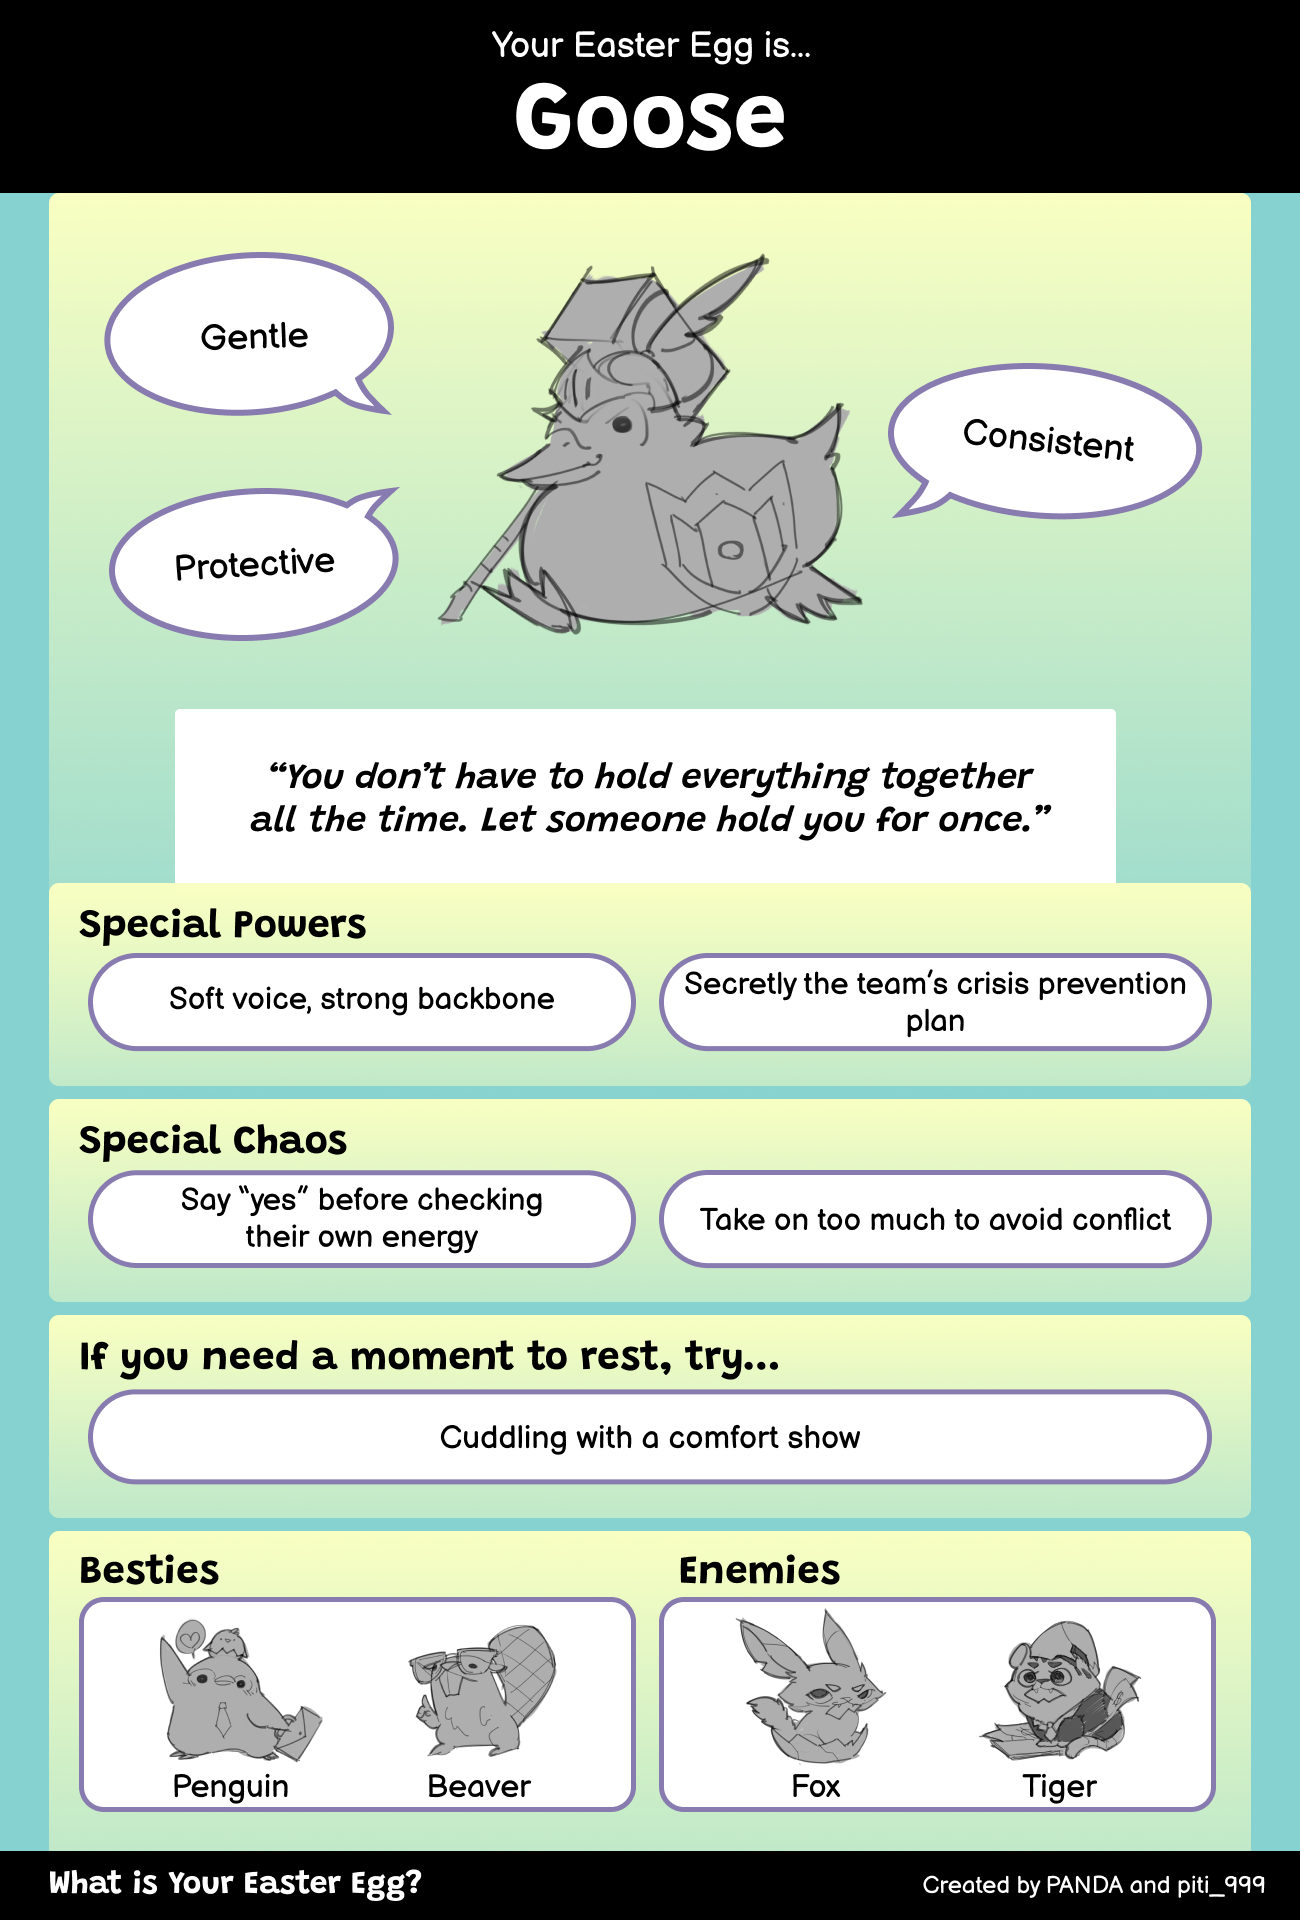 Your Easter Egg is...
Goose
Gentle
Consistent
Protective
“You don’t have to hold everything together
all the time. Let someone hold you for once.”
Special Powers
Soft voice, strong backbone
Secretly the team’s crisis prevention
plan
Special Chaos
Say “yes” before checking
their own energy
Take on too much to avoid conflict
If you need a moment to rest, try...
Cuddling with a comfort show
Besties
Penguin
Beaver
Enemies
Fox
Tiger
What is Your Easter Egg?
Created by PANDA and piti_999